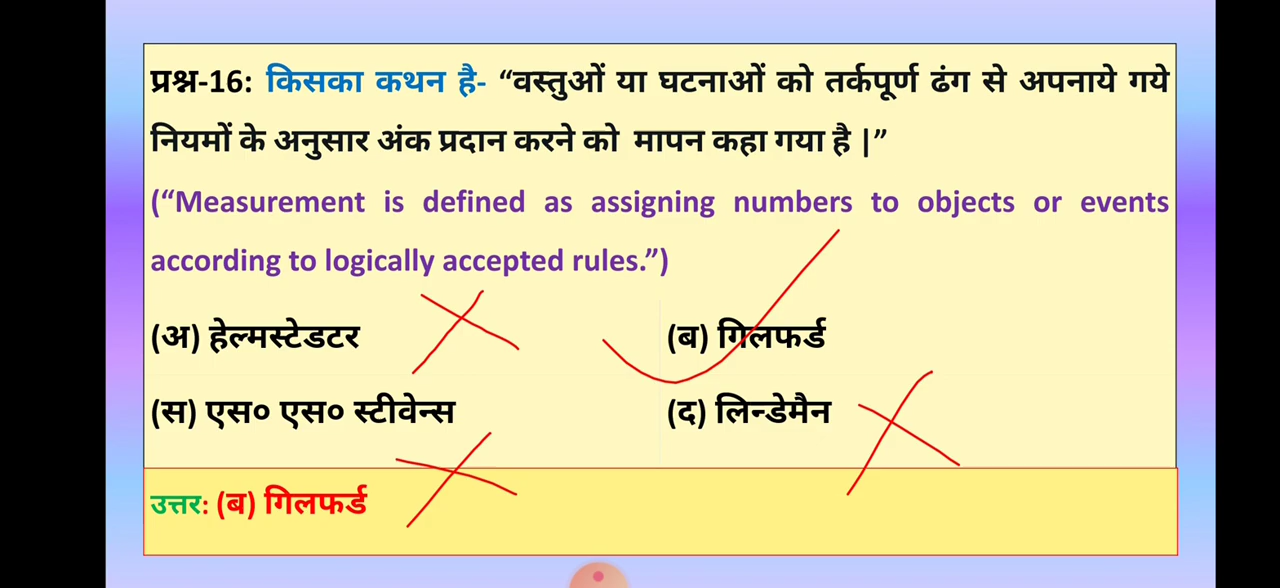 प्रश्न-16: किसका कथन है- “वस्तुओं या घटनाओं को तर्कपूर्ण ढंग से अपनाये गये
नियमों के अनुसार अंक प्रदान करने को मापन कहा गया है |”
(“Measurement is defined as assigning numbers to objects or events
according to logically accepted rules.”)
(अ) हेल्मस्टेडटर (ब) गिलफर्ड
(स) एस० एस० स्टीवेन्स (द) लिन्डेमैन
उत्तर: (ब) गिलफर्ड